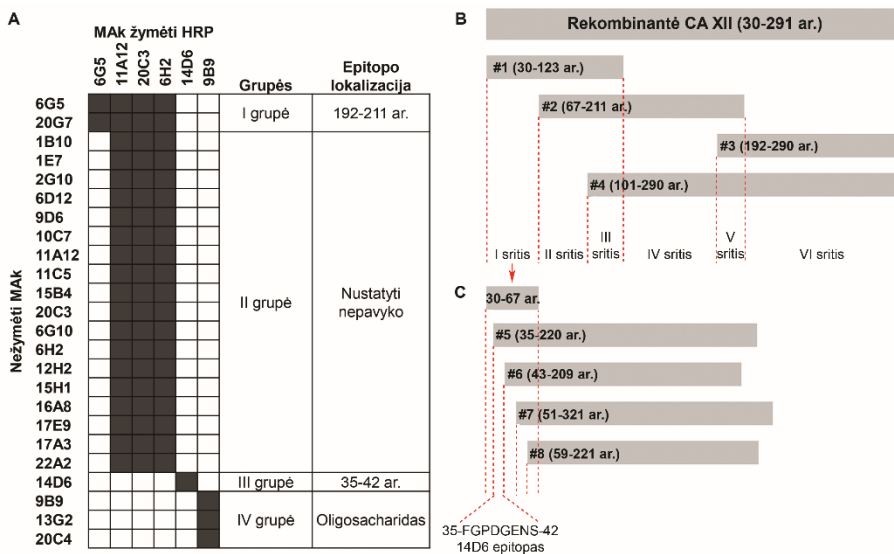 A
MAk žymėti HRP
6G5
11A12
20C3
6H2
14D6
9B9
Grupės
Epitopo
lokalizacija
Nežymėti MAk
6G5
20G7
1B10
1E7
2G10
6D12
9D6
10C7
11A12
11C5
15B4
20C3
6G10
6H2
12H2
15H1
16A8
17E9
17A3
22A2
14D6
9B9
13G2
20C4
I grupė
192-211 ar.
II grupė
Nustatyti
nepavyko
III grupė
35-42 ar.
IV grupė
Oligosacharidas
B
Rekombinantė CA XII (30-291 ar.)
#1 (30-123 ar.)
#2 (67-211 ar.)
#3 (192-290 ar.)
#4 (101-290 ar.)
I sritis
II sritis
III
sritis
IV sritis
V
sritis
VI sritis
C
30-67 ar.
#5 (35-220 ar.)
#6 (43-209 ar.)
#7 (51-321 ar.)
#8 (59-221 ar.)
35-FGPDGENS-42
14D6 epitopas